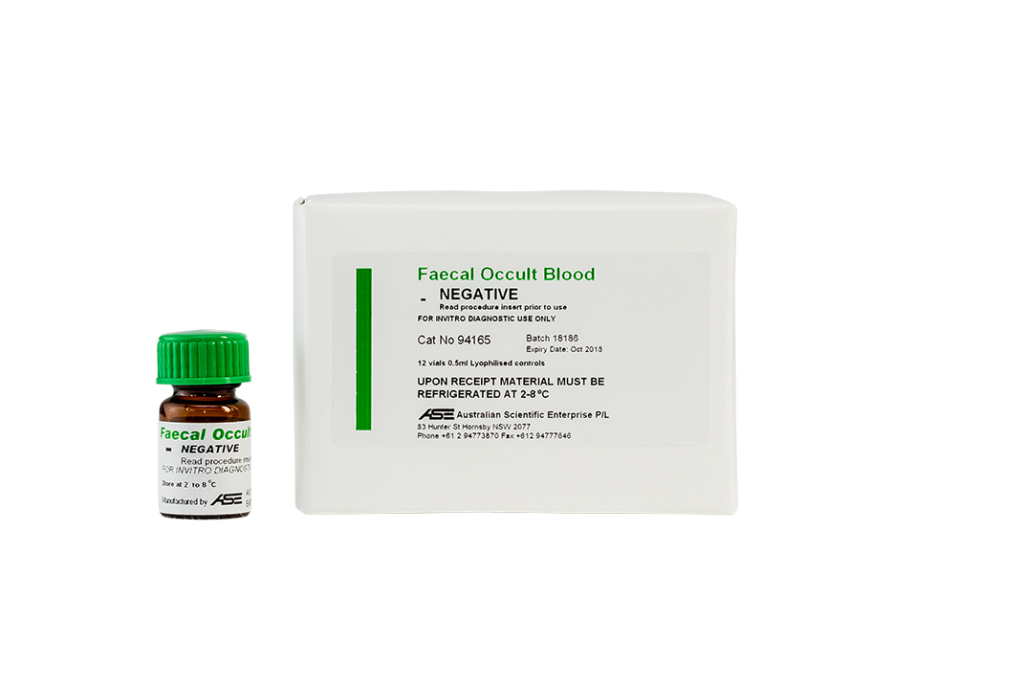 Faecal Occult Blood
- NEGATIVE
Read procedure insert prior to use
FOR INVITRO DIAGNOSTIC USE ONLY
Cat No 94165
Batch 18186
Expiry Date: Oct 2018
12 vials 0.5ml Lyophilised controls
UPON RECEIPT MATERIAL MUST BE
REFRIGERATED AT 2-8°C
ASE Australian Scientific Enterprise P/L
83 Hunter St Hornsby NSW 2077
Phone +61 2 94773870 Fax +612 94777646
Faecal Occult
- NEGATIVE
Read procedure
FOR INVITRO
Store at 2 to 8°C
Manufactured by ASE